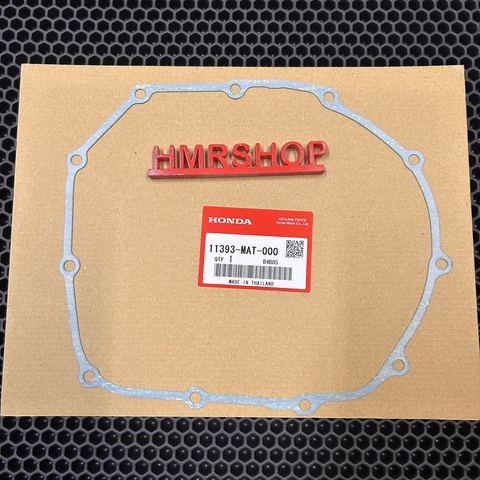 HMRSHOP
HONDA
GENUINE PARTS
Honda Motor Co., Ltd.
11393-MAT-000
QTY 1 B4B05
MADE IN THAILAND